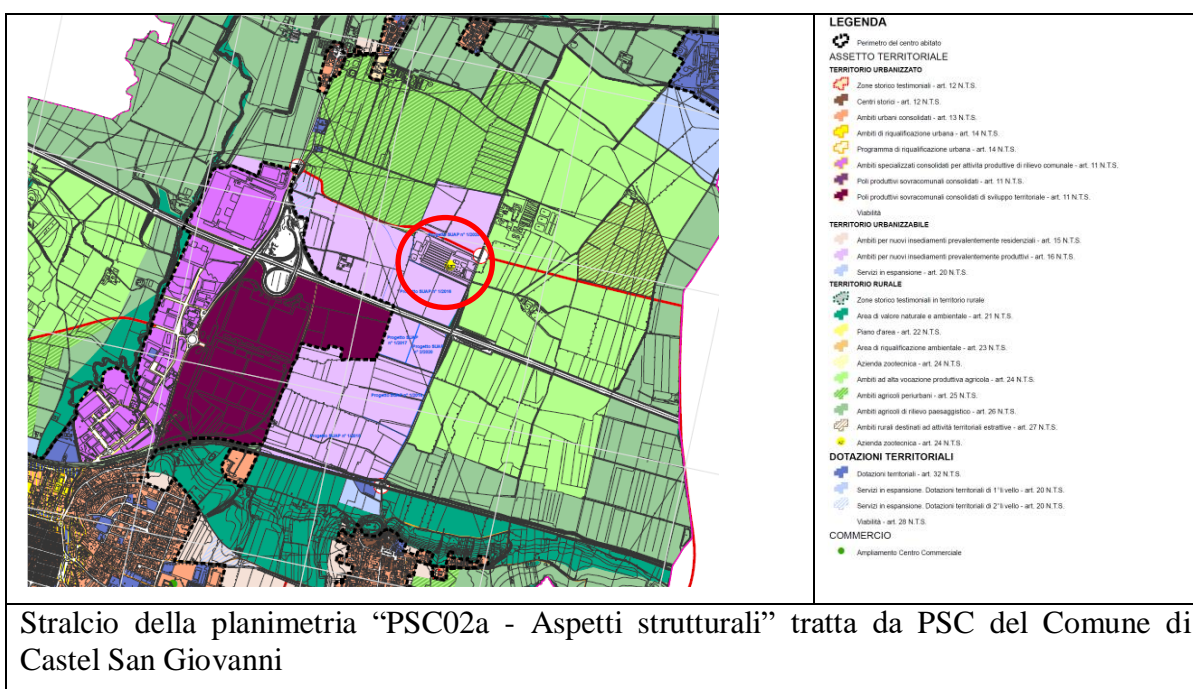 LEGENDA
Perimetro del centro abitato
ASSETTO TERRITORIALE
TERRITORIO URBANIZZATO
Zone storico testimoniali - art. 12 N.T.S.
Centri storici - art. 12 N.T.S.
Ambiti urbani consolidati - art. 13 N.T.S.
Ambiti di riqualificazione urbana - art. 14 N.T.S.
Programma di riqualificazione urbana - art. 14 N.T.S.
Ambiti specializzati consolidati per attivita produttive di rilievo comunale - art. 11 N.T.S.
Poli produttivi sovracomunali consolidati - art. 11 N.T.S.
Poli produttivi sovracomunali consolidati di sviluppo territoriale - art. 11 N.T.S.
Viabilità
TERRITORIO URBANIZZABILE
Ambiti per nuovi insediamenti prevalentemente residenziali - art. 15 N.T.S.
Ambiti per nuovi insediamenti prevalentemente produttivi - art. 16 N.T.S.
Servizi in espansione - art. 20 N.T.S.
TERRITORIO RURALE
Zone storico testimoniali in territorio rurale
Area di valore naturale e ambientale - art. 21 N.T.S.
Piano d'area - art. 22 N.T.S.
Area di riqualificazione ambientale - art. 23 N.T.S.
Azienda zootecnica - art. 24 N.T.S.
Ambiti ad alta vocazione produttiva agricola - art. 24 N.T.S.
Ambiti agricoli periurbani - art. 25 N.T.S.
Ambiti agricoli di rilievo paesaggistico - art. 26 N.T.S.
Ambiti rurali destinati ad attività territoriali estrattive - art. 27 N.T.S.
Azienda zootecnica - art. 24 N.T.S.
DOTAZIONI TERRITORIALI
Dotazioni territoriali - art. 32 N.T.S.
Servizi in espansione. Dotazioni territoriali di 1°li vello - art. 20 N.T.S.
Servizi in espansione. Dotazioni territoriali di 2°li vello - art. 20 N.T.S.
Viabilità - art. 28 N.T.S.
COMMERCIO
Ampliamento Centro Commerciale
Stralcio della planimetria “PSC02a - Aspetti strutturali” tratta da PSC del Comune di
Castel San Giovanni